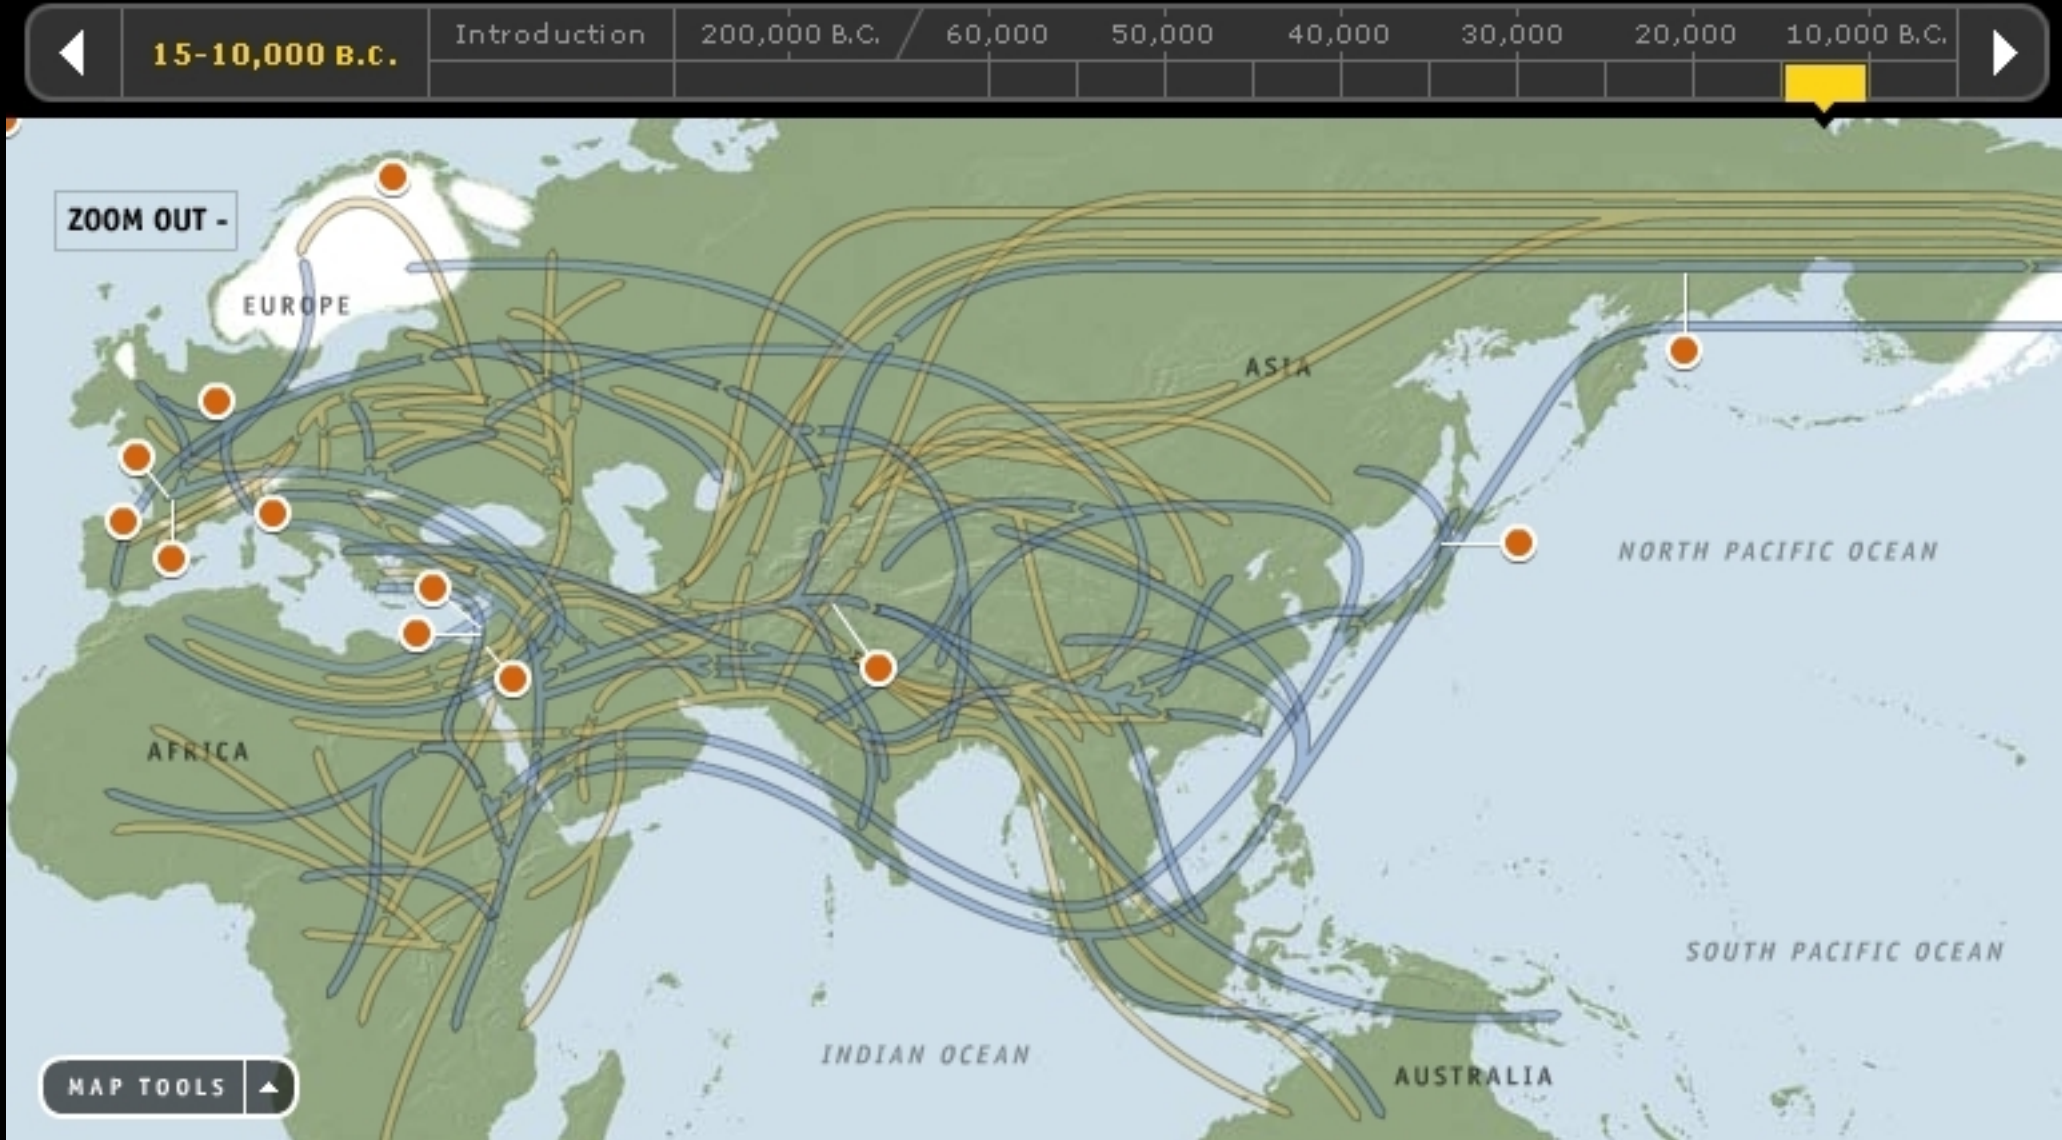 15-10,000 B.C.
Introduction
200,000 B.C.
60,000
50,000
40,000
30,000
20,000
10,000 B.C.
ZOOM OUT -
EUROPE
ASIA
NORTH PACIFIC OCEAN
AFRICA
SOUTH PACIFIC OCEAN
INDIAN OCEAN
AUSTRALIA
MAP TOOLS